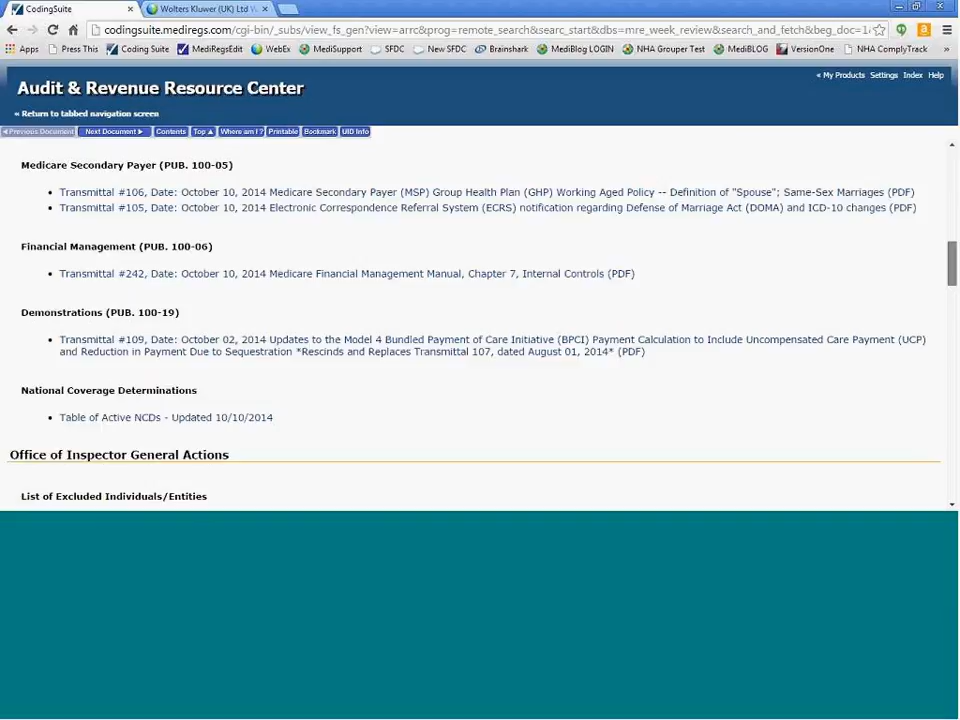 CodingSuite
Wolters Kluwer (UK) Ltd
codingsuite.mediregs.com/cgi-bin/_subs/view_fs_gen?view=arrc&prog=remote_search&searc_start&dbs=mre_week_review&search_and_fetch&beg_doc=1
Apps Press This Coding Suite MediRegsEdit WebEx MediSupport SFDC New SFDC Brainshark MediBlog LOGIN NHA Grouper Test MediBLOG VersionOne NHA ComplyTrack »
« My Products Settings Index Help
Audit & Revenue Resource Center
« Return to tabbed navigation screen
Previous Document Next Document Contents Top Where am I? Printable Bookmark UID Info
Medicare Secondary Payer (PUB. 100-05)
• Transmittal #106, Date: October 10, 2014 Medicare Secondary Payer (MSP) Group Health Plan (GHP) Working Aged Policy -- Definition of "Spouse"; Same-Sex Marriages (PDF)
• Transmittal #105, Date: October 10, 2014 Electronic Correspondence Referral System (ECRS) notification regarding Defense of Marriage Act (DOMA) and ICD-10 changes (PDF)
Financial Management (PUB. 100-06)
• Transmittal #242, Date: October 10, 2014 Medicare Financial Management Manual, Chapter 7, Internal Controls (PDF)
Demonstrations (PUB. 100-19)
• Transmittal #109, Date: October 02, 2014 Updates to the Model 4 Bundled Payment of Care Initiative (BPCI) Payment Calculation to Include Uncompensated Care Payment (UCP)
and Reduction in Payment Due to Sequestration *Rescinds and Replaces Transmittal 107, dated August 01, 2014* (PDF)
National Coverage Determinations
• Table of Active NCDs - Updated 10/10/2014
Office of Inspector General Actions
List of Excluded Individuals/Entities